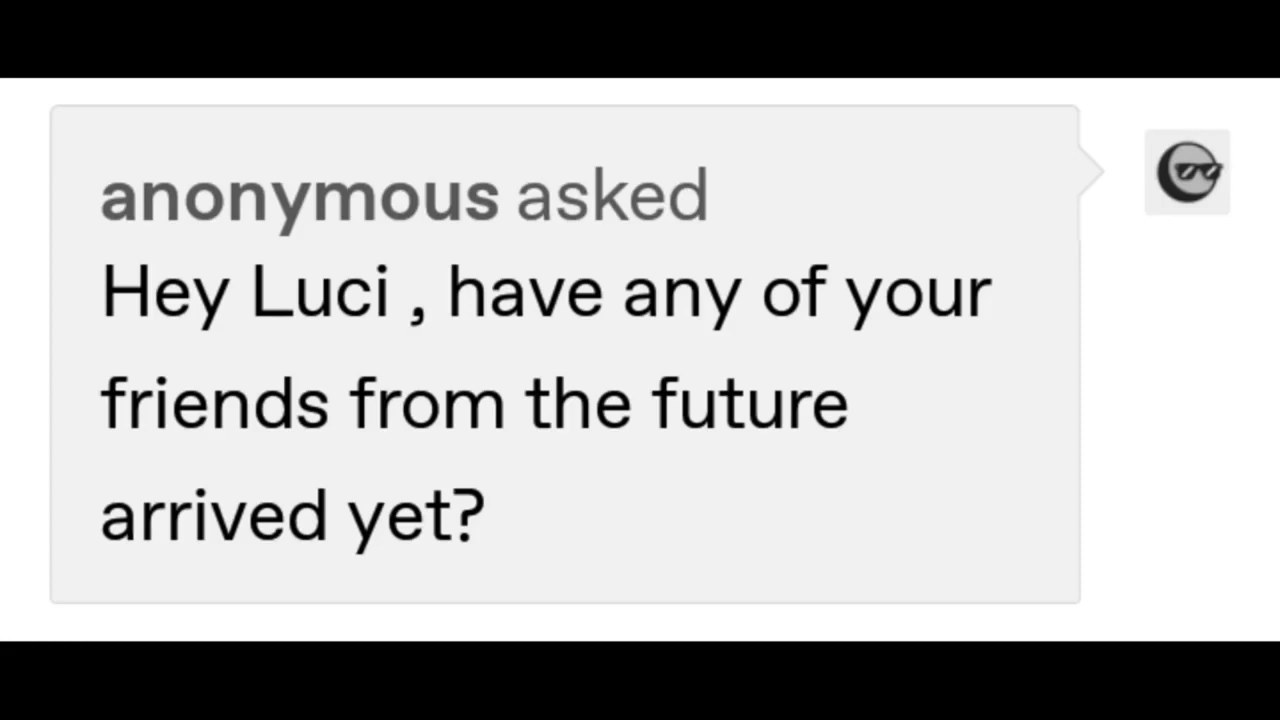 anonymous asked
Hey Luci , have any of your
friends from the future
arrived yet?